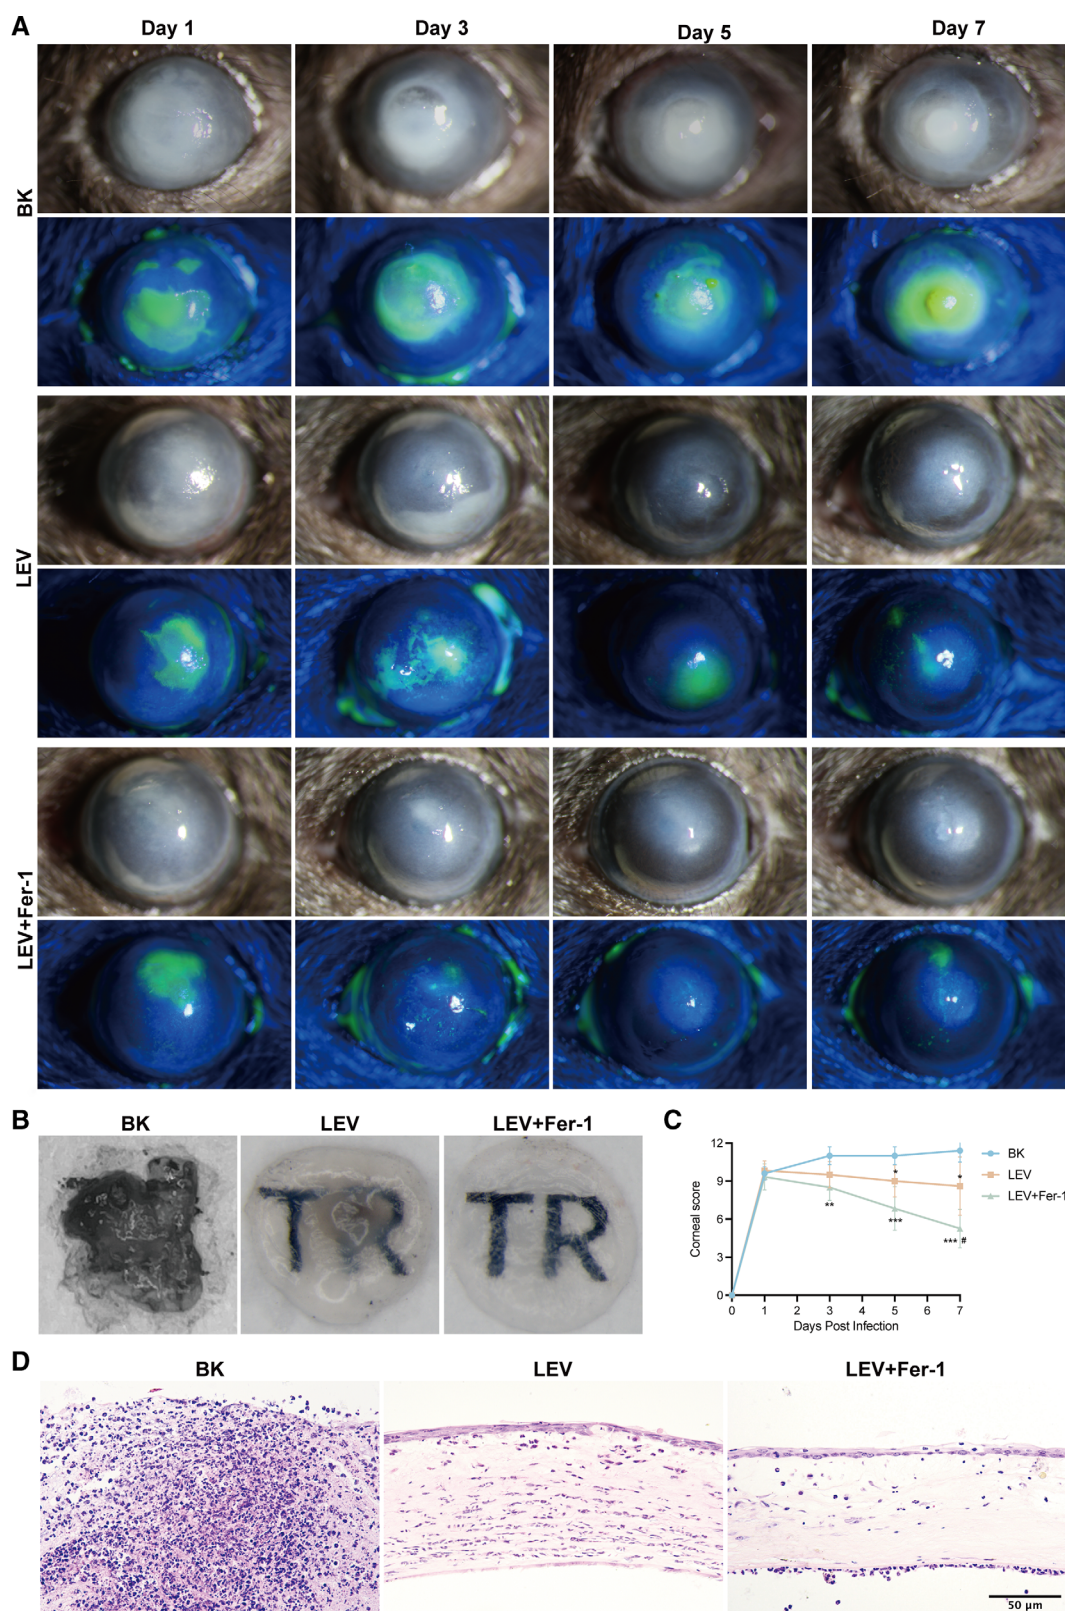 A
Day 1
Day 3
Day 5
Day 7
BK
LEV
LEV+Fer-1
B
BK
LEV
LEV+Fer-1
TR
TR
C
Corneal score
12
9
6
3
0
0 1 2 3 4 5 6 7
Days Post Infection
** 
* 
***
* 
*** #
BK
LEV
LEV+Fer-1
D
BK
LEV
LEV+Fer-1
50 μm